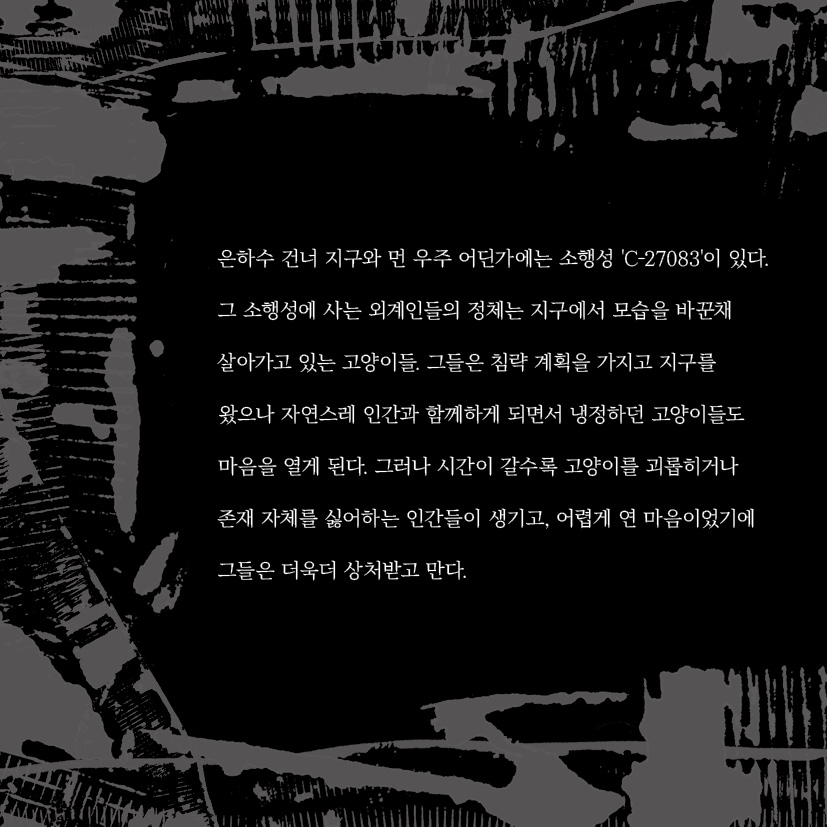 은하수 건너 지구와 먼 우주 어딘가에는 소행성 'C-27083'이 있다.
그 소행성에 사는 외계인들의 정체는 지구에서 모습을 바꾼채
살아가고 있는 고양이들. 그들은 침략 계획을 가지고 지구를
왔으나 자연스레 인간과 함께하게 되면서 냉정하던 고양이들도
마음을 열게 된다. 그러나 시간이 갈수록 고양이를 괴롭히거나
존재 자체를 싫어하는 인간들이 생기고, 어렵게 연 마음이었기에
그들은 더욱더 상처받고 만다.